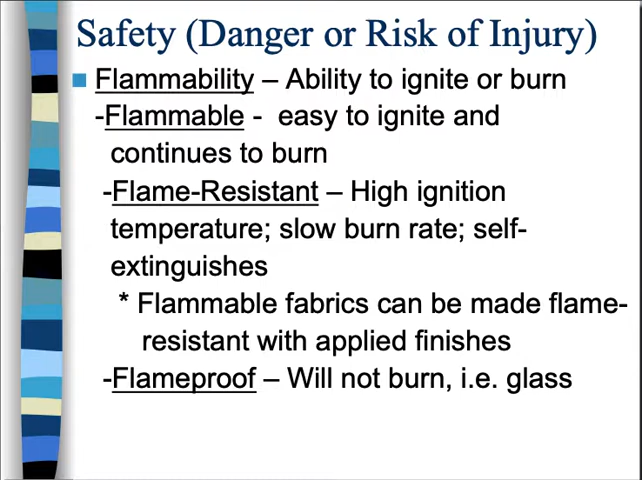 Safety (Danger or Risk of Injury)
Flammability – Ability to ignite or burn
-Flammable - easy to ignite and
continues to burn
-Flame-Resistant – High ignition
temperature; slow burn rate; self-
extinguishes
* Flammable fabrics can be made flame-
resistant with applied finishes
-Flameproof – Will not burn, i.e. glass